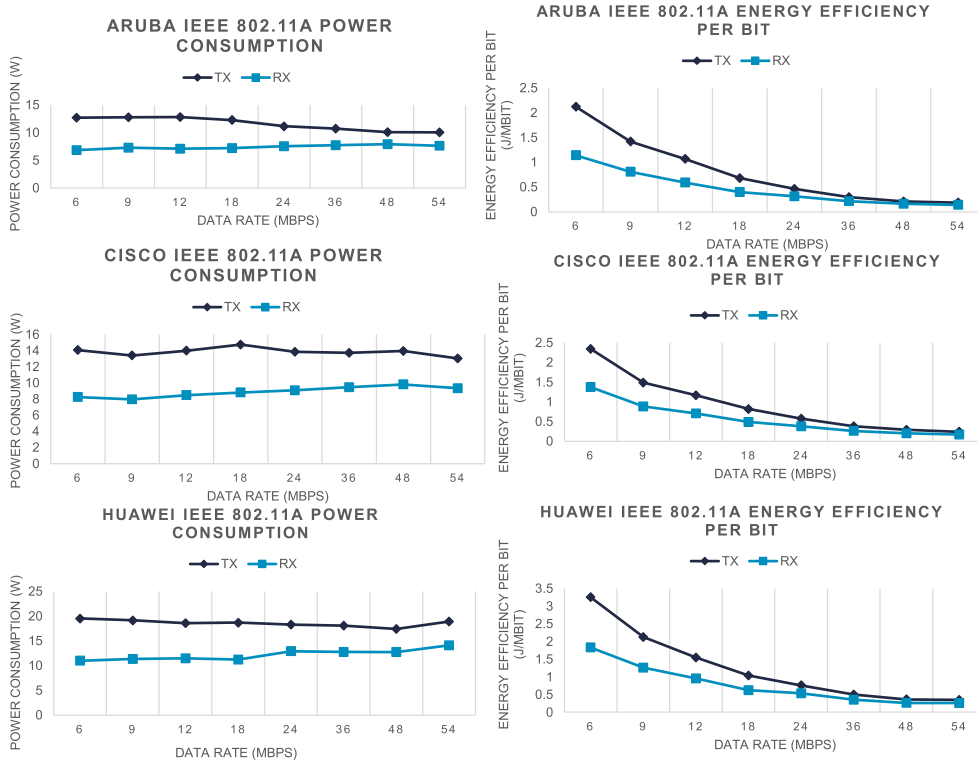 ARUBA IEEE 802.11A POWER
CONSUMPTION
TX
RX
POWER CONSUMPTION (W)
15
10
5
0
6 9 12 18 24 36 48 54
DATA RATE (MBPS)
ARUBA IEEE 802.11A ENERGY EFFICIENCY
PER BIT
TX
RX
ENERGY EFFICIENCY PER BIT
(J/MBIT)
2.5
2
1.5
1
0.5
0
6 9 12 18 24 36 48 54
DATA RATE (MBPS)
CISCO IEEE 802.11A POWER
CONSUMPTION
TX
RX
POWER CONSUMPTION (W)
16
14
12
10
8
6
4
2
0
6 9 12 18 24 36 48 54
DATA RATE (MBPS)
CISCO IEEE 802.11A ENERGY EFFICIENCY
PER BIT
TX
RX
ENERGY EFFICIENCY PER BIT
(J/MBIT)
2.5
2
1.5
1
0.5
0
6 9 12 18 24 36 48 54
DATA RATE (MBPS)
HUAWEI IEEE 802.11A POWER
CONSUMPTION
TX
RX
POWER CONSUMPTION (W)
25
20
15
10
5
0
6 9 12 18 24 36 48 54
DATA RATE (MBPS)
HUAWEI IEEE 802.11A ENERGY EFFICIENCY
PER BIT
TX
RX
ENERGY EFFICIENCY PER BIT
(J/MBIT)
3.5
3
2.5
2
1.5
1
0.5
0
6 9 12 18 24 36 48 54
DATA RATE (MBPS)